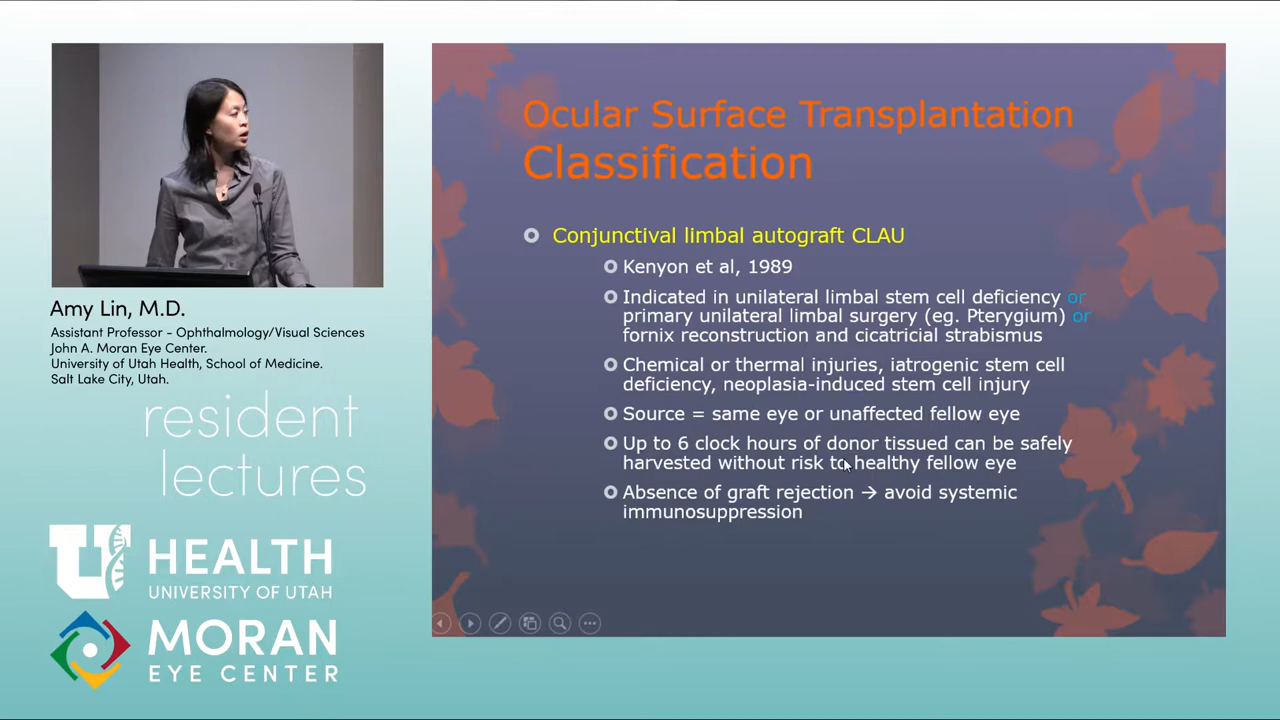 Ocular Surface Transplantation
Classification
Conjunctival limbal autograft CLAU
Kenyon et al, 1989
Indicated in unilateral limbal stem cell deficiency or
primary unilateral limbal surgery (eg. Pterygium) or
fornix reconstruction and cicatricial strabismus
Chemical or thermal injuries, iatrogenic stem cell
deficiency, neoplasia-induced stem cell injury
Source = same eye or unaffected fellow eye
Up to 6 clock hours of donor tissued can be safely
harvested without risk to healthy fellow eye
Absence of graft rejection → avoid systemic
immunosuppression
Amy Lin, M.D.
Assistant Professor – Ophthalmology/Visual Sciences
John A. Moran Eye Center.
University of Utah Health, School of Medicine.
Salt Lake City, Utah.
resident
lectures
U HEALTH
UNIVERSITY OF UTAH
MORAN
EYE CENTER